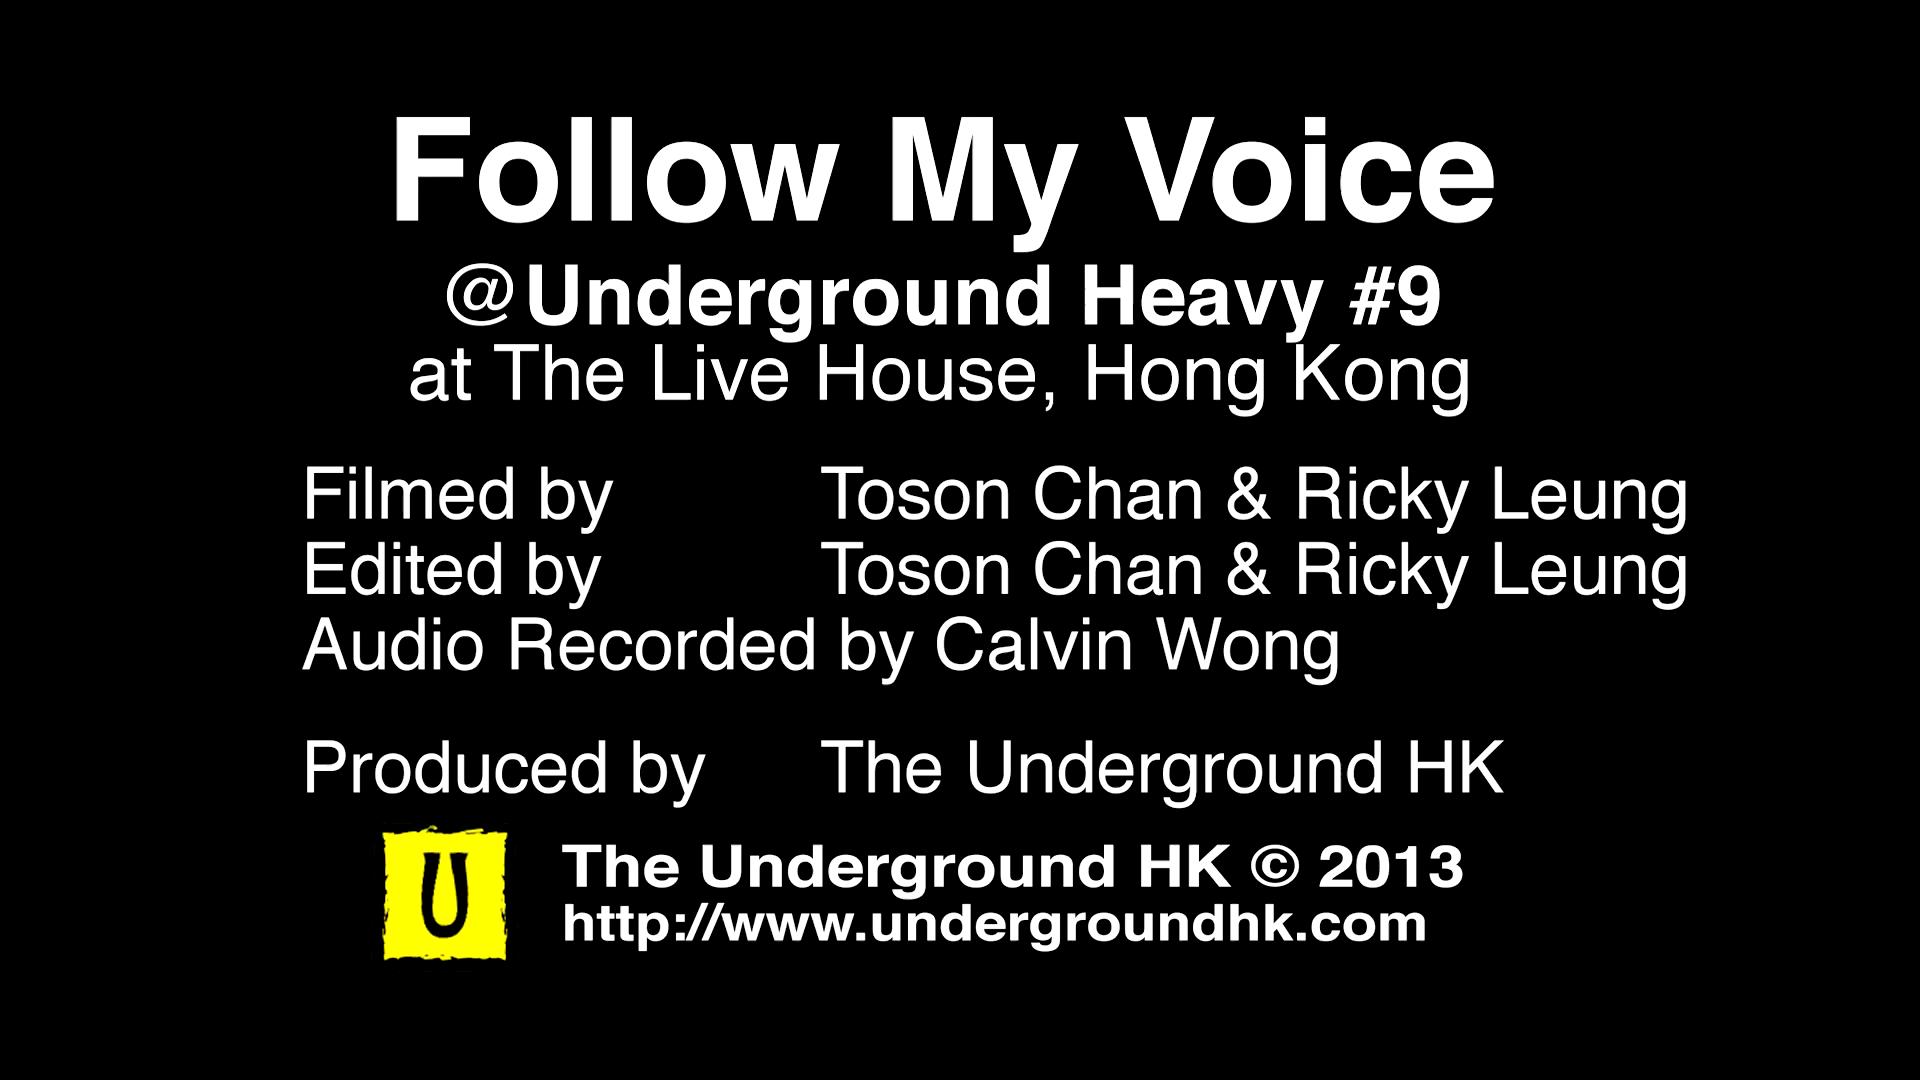 Follow My Voice
@Underground Heavy #9
at The Live House, Hong Kong
Filmed by Toson Chan & Ricky Leung
Edited by Toson Chan & Ricky Leung
Audio Recorded by Calvin Wong
Produced by The Underground HK
U
The Underground HK © 2013
http://www.undergroundhk.com